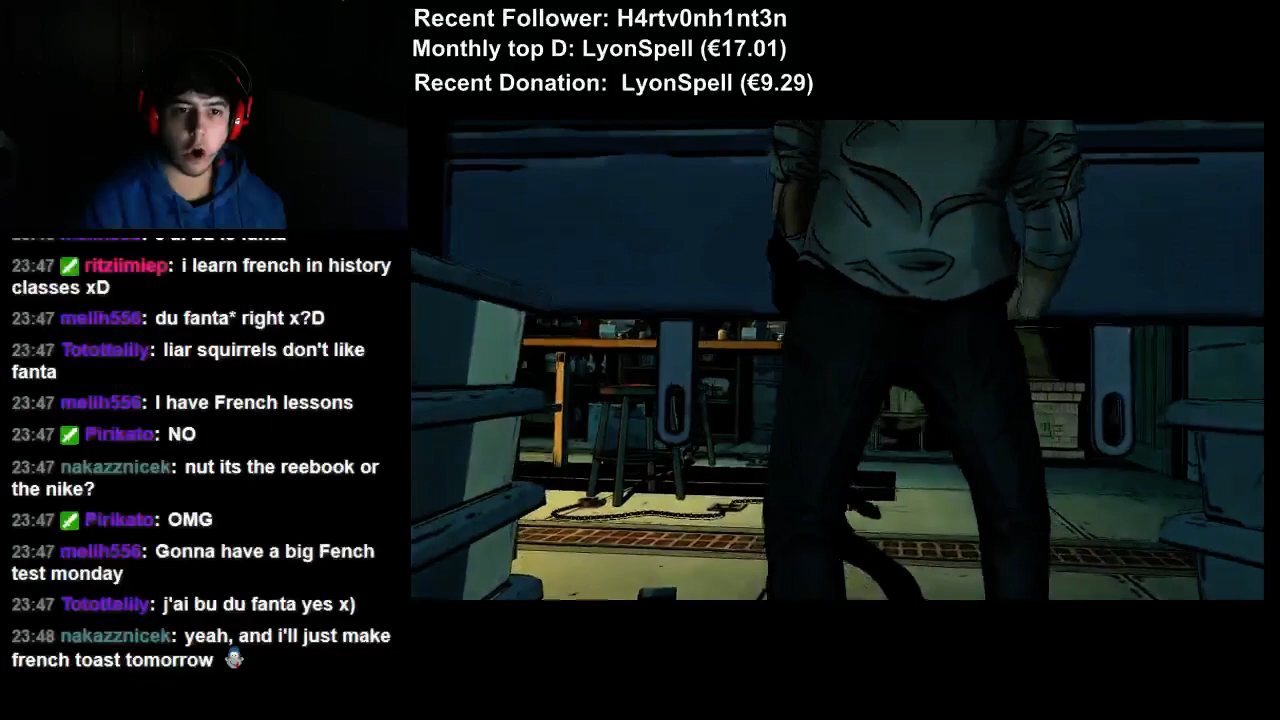 Recent Follower: H4rtv0nh1nt3n
Monthly top D: LyonSpell (€17.01)
Recent Donation: LyonSpell (€9.29)
23:47 ritziimiep: i learn french in history
classes xD
23:47 melih556: du fanta* right x?D
23:47 Totottelily: liar squirrels don't like
fanta
23:47 melih556: I have French lessons
23:47 Pirikato: NO
23:47 nakazznicek: nut its the reebook or
the nike?
23:47 Pirikato: OMG
23:47 melih556: Gonna have a big Fench
test monday
23:47 Totottelily: j'ai bu du fanta yes x)
23:48 nakazznicek: yeah, and i'll just make
french toast tomorrow